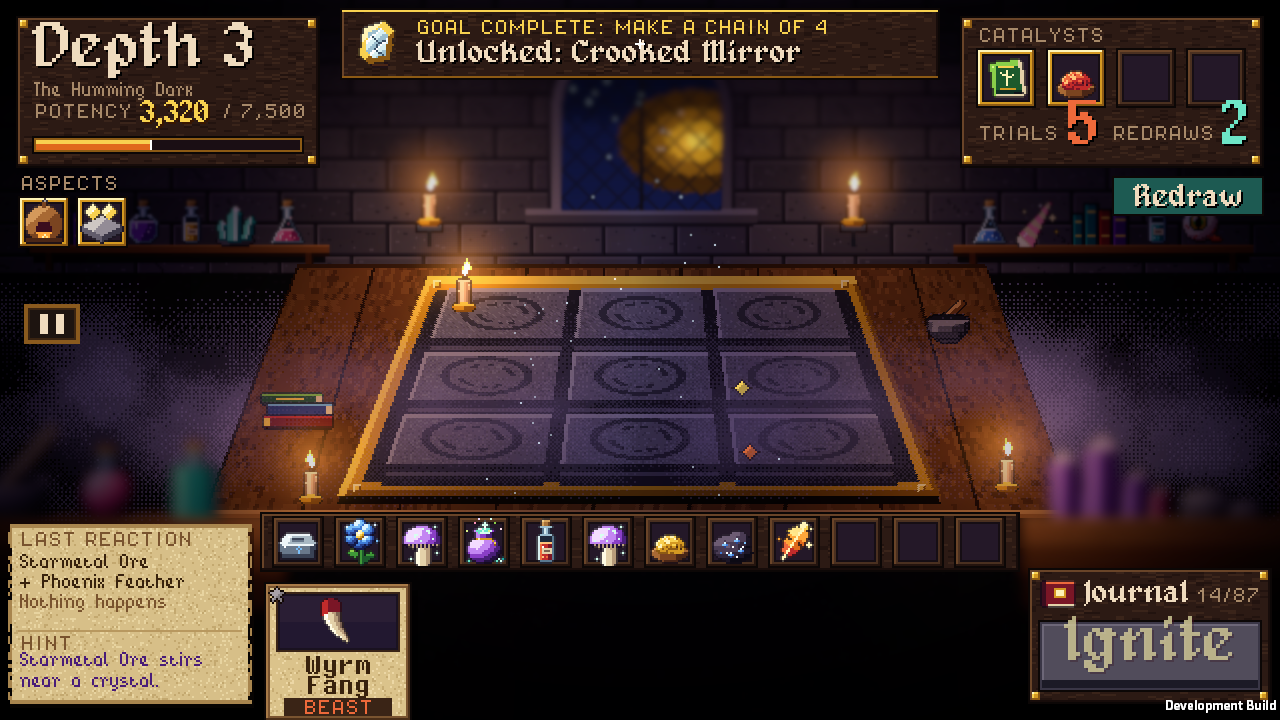 Depth 3
The Humming Dark
POTENCY 3,320 / 7,500
ASPECTS
GOAL COMPLETE: MAKE A CHAIN OF 4
Unlocked: Crooked Mirror
CATALYSTS
TRIALS 5 REDRAWS 2
Redraw
LAST REACTION
Starmetal Ore
+ Phoenix Feather
Nothing happens
HINT
Starmetal Ore stirs
near a crystal.
Wyrm
Fang
BEAST
Journal 14/87
Ignite
Development Build